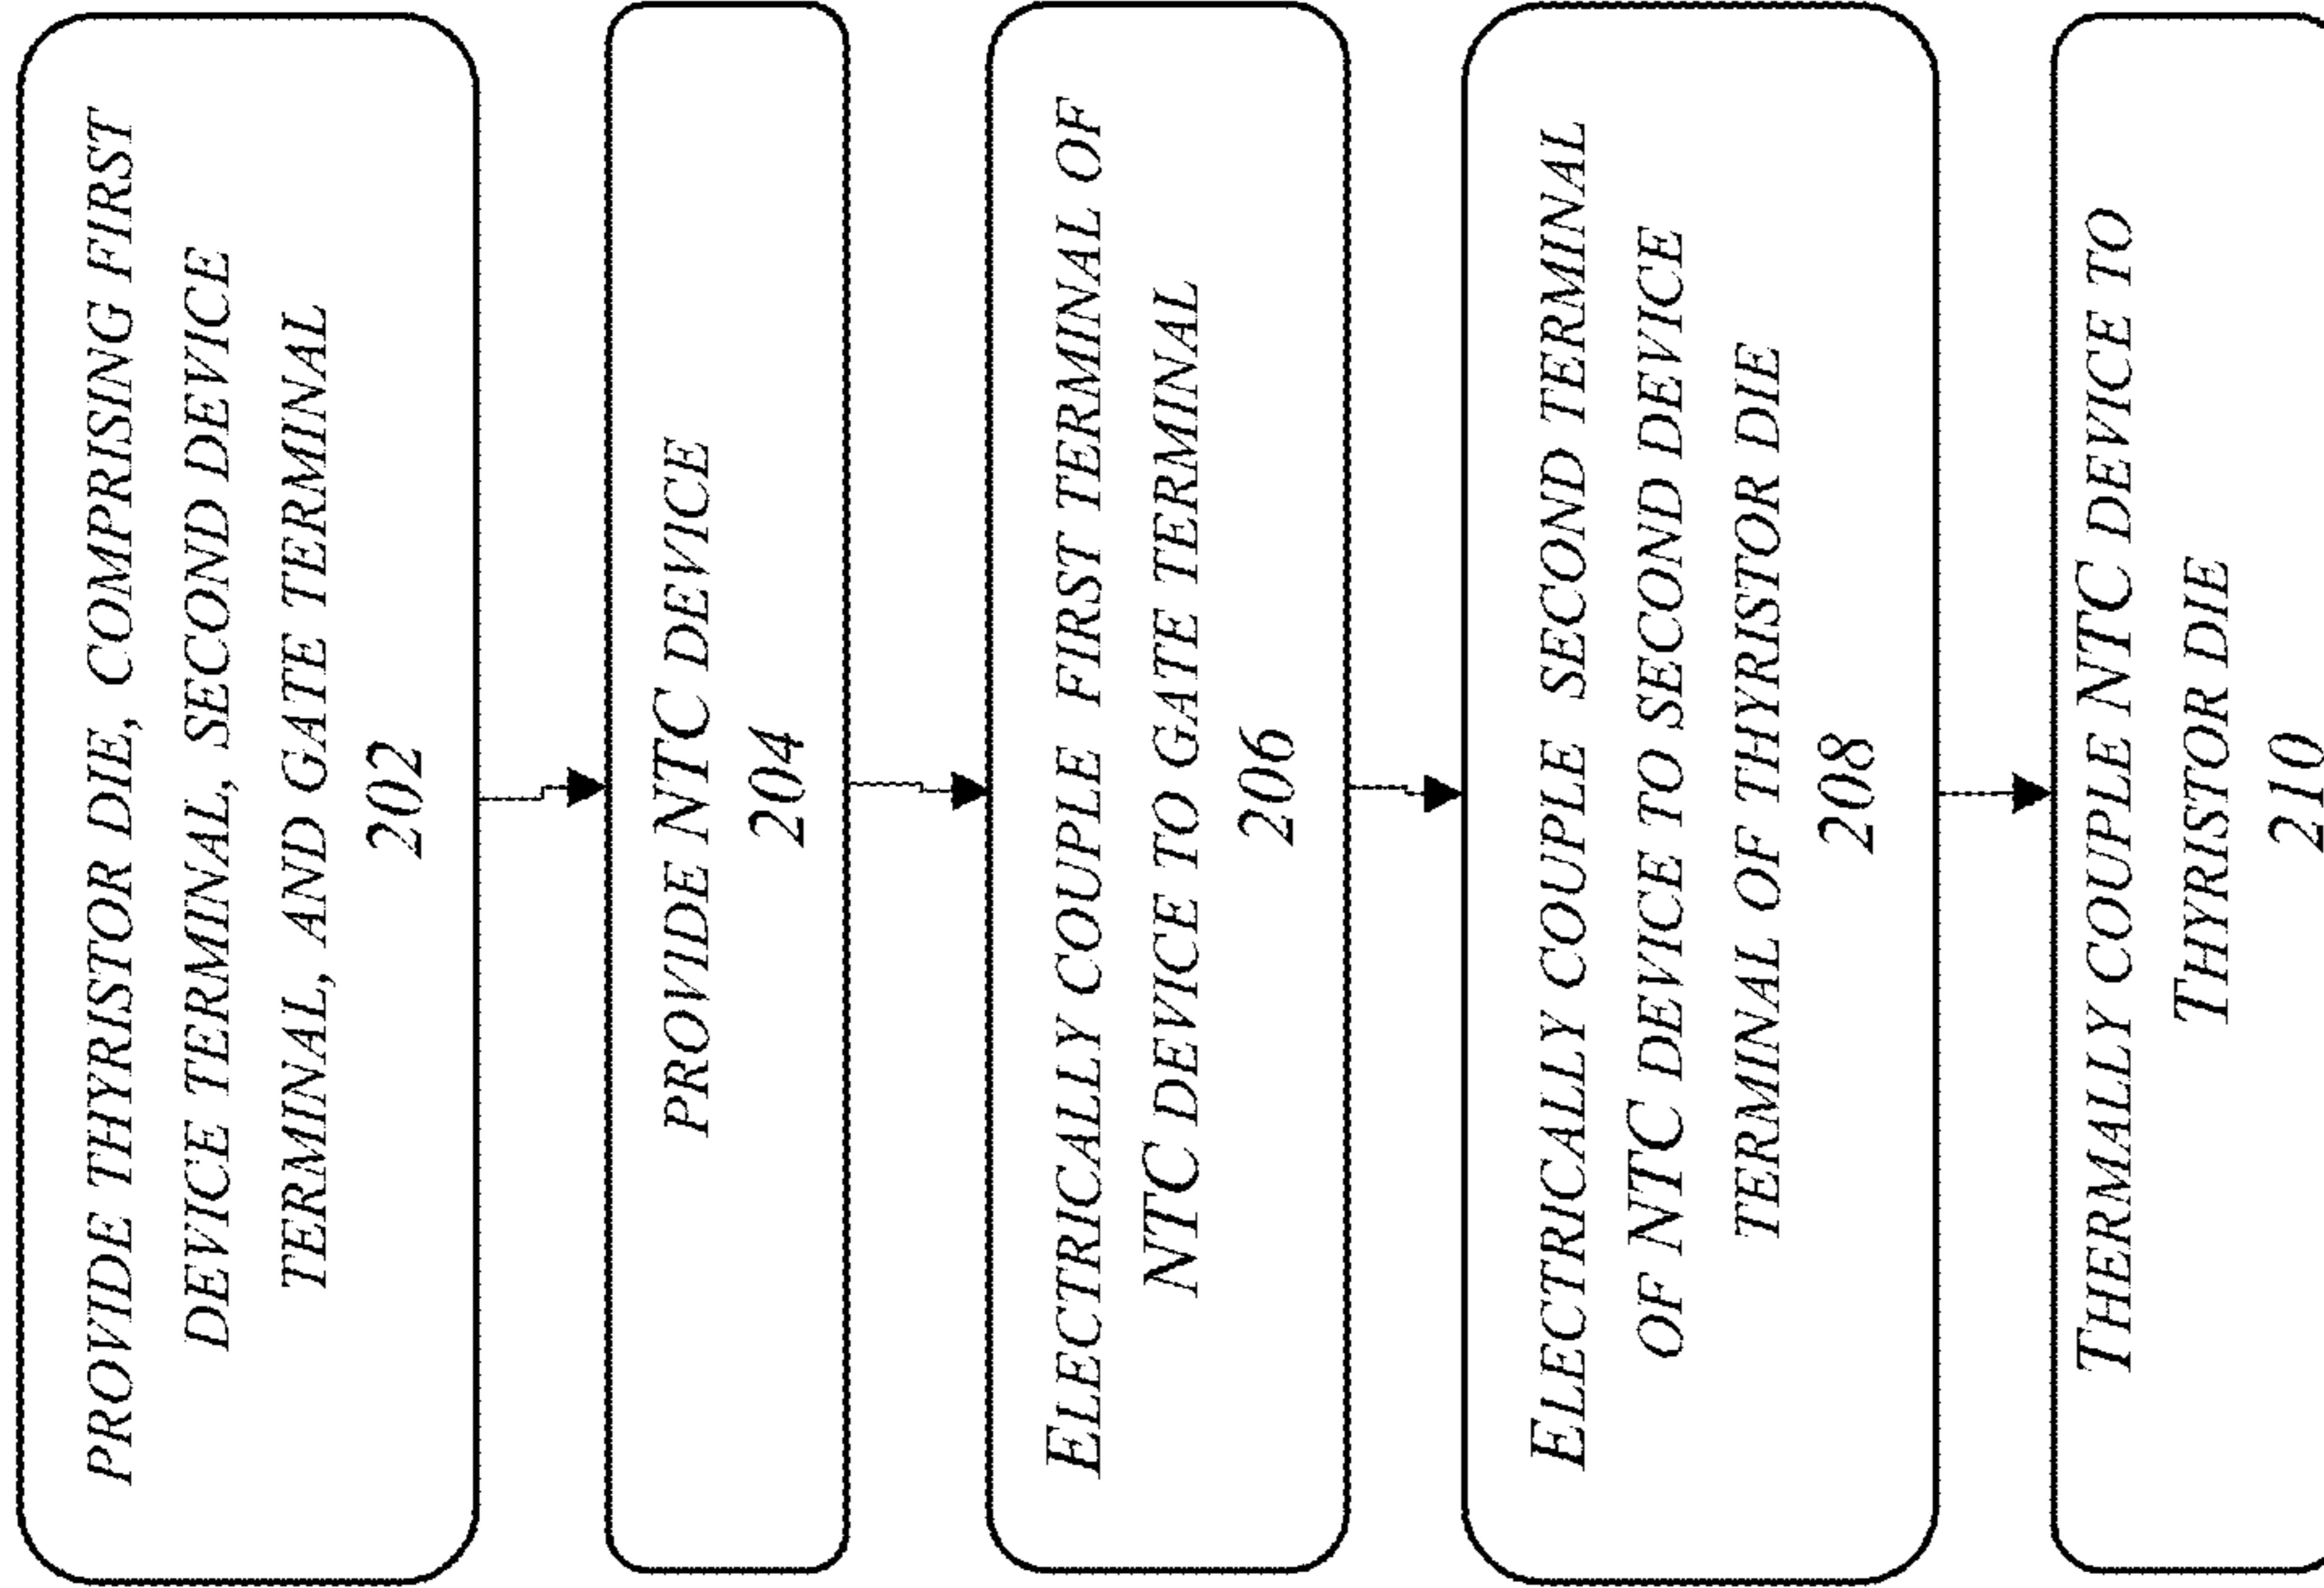 PROVIDE THYRISTOR DIE, COMPRISING FIRST
DEVICE TERMINAL, SECOND DEVICE
TERMINAL, AND GATE TERMINAL
202
PROVIDE NTC DEVICE
204
ELECTRICALLY COUPLE FIRST TERMINAL OF
NTC DEVICE TO GATE TERMINAL
206
ELECTRICALLY COUPLE SECOND TERMINAL
OF NTC DEVICE TO SECOND DEVICE
TERMINAL OF THYRISTOR DIE
208
THERMALLY COUPLE NTC DEVICE TO
THYRISTOR DIE
210